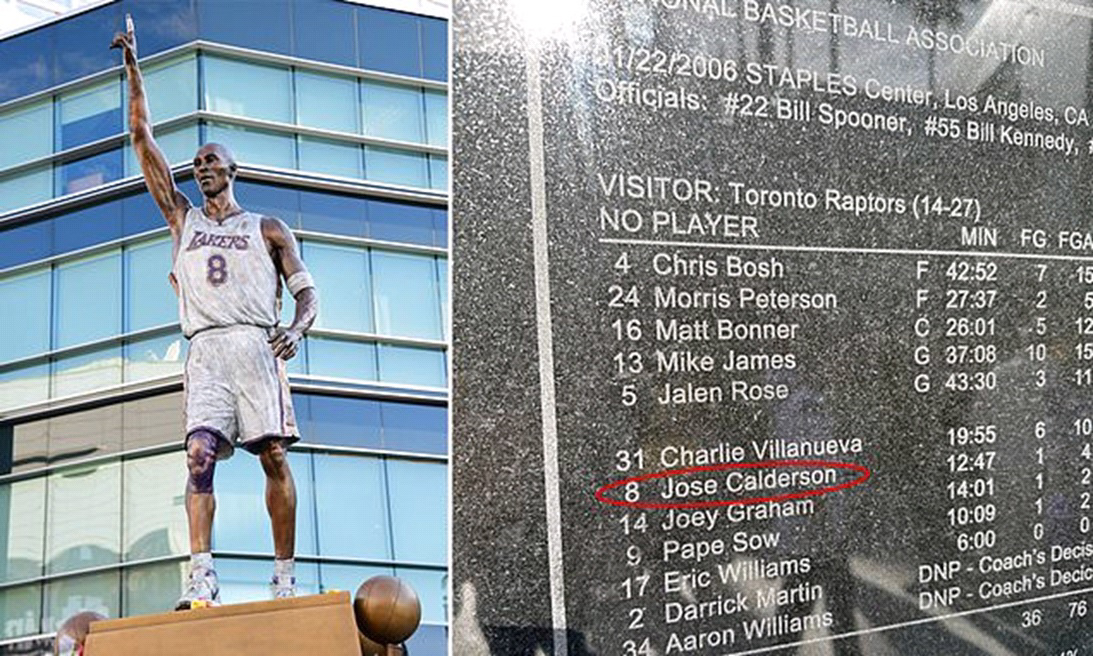 LAKERS
8
IONAL BASKETBALL ASSOCIATION
1/22/2006 STAPLES Center, Los Angeles, CA
Officials: #22 Bill Spooner, #55 Bill Kennedy, #
VISITOR: Toronto Raptors (14-27)
NO PLAYER MIN FG FGA
4 Chris Bosh F 42:52 7 15
24 Morris Peterson F 27:37 2 5
16 Matt Bonner C 26:01 5 12
13 Mike James G 37:08 10 15
5 Jalen Rose G 43:30 3 11
31 Charlie Villanueva 19:55 6 10
8 Jose Calderson 12:47 1 4
14 Joey Graham 14:01 1 2
9 Pape Sow 10:09 1 2
17 Eric Williams 6:00 0 0
2 Darrick Martin DNP - Coach's Decis
34 Aaron Williams DNP - Coach's Decic
36 76